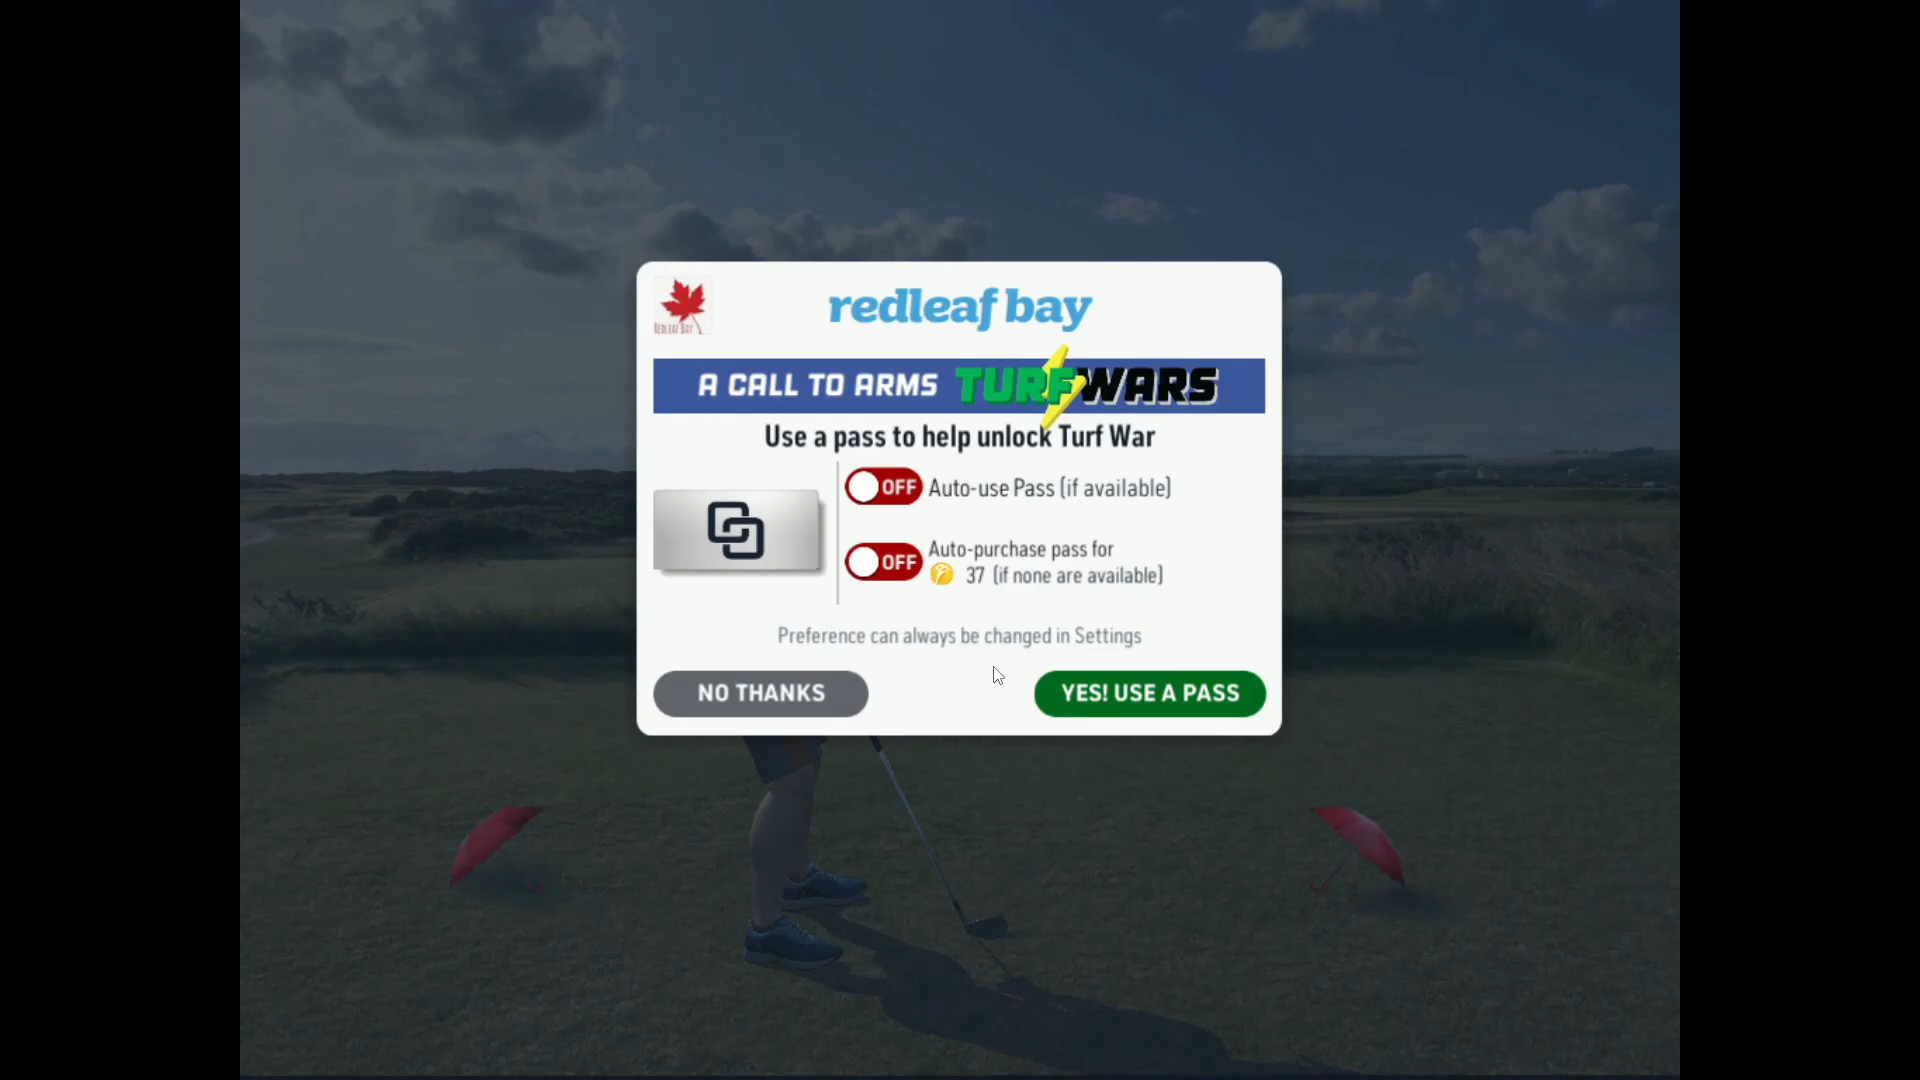 REDLEAF BAY
redleaf bay
A CALL TO ARMS TURF WARS
Use a pass to help unlock Turf War
OFF Auto-use Pass (if available)
OFF Auto-purchase pass for
37 (if none are available)
Preference can always be changed in Settings
NO THANKS
YES! USE A PASS